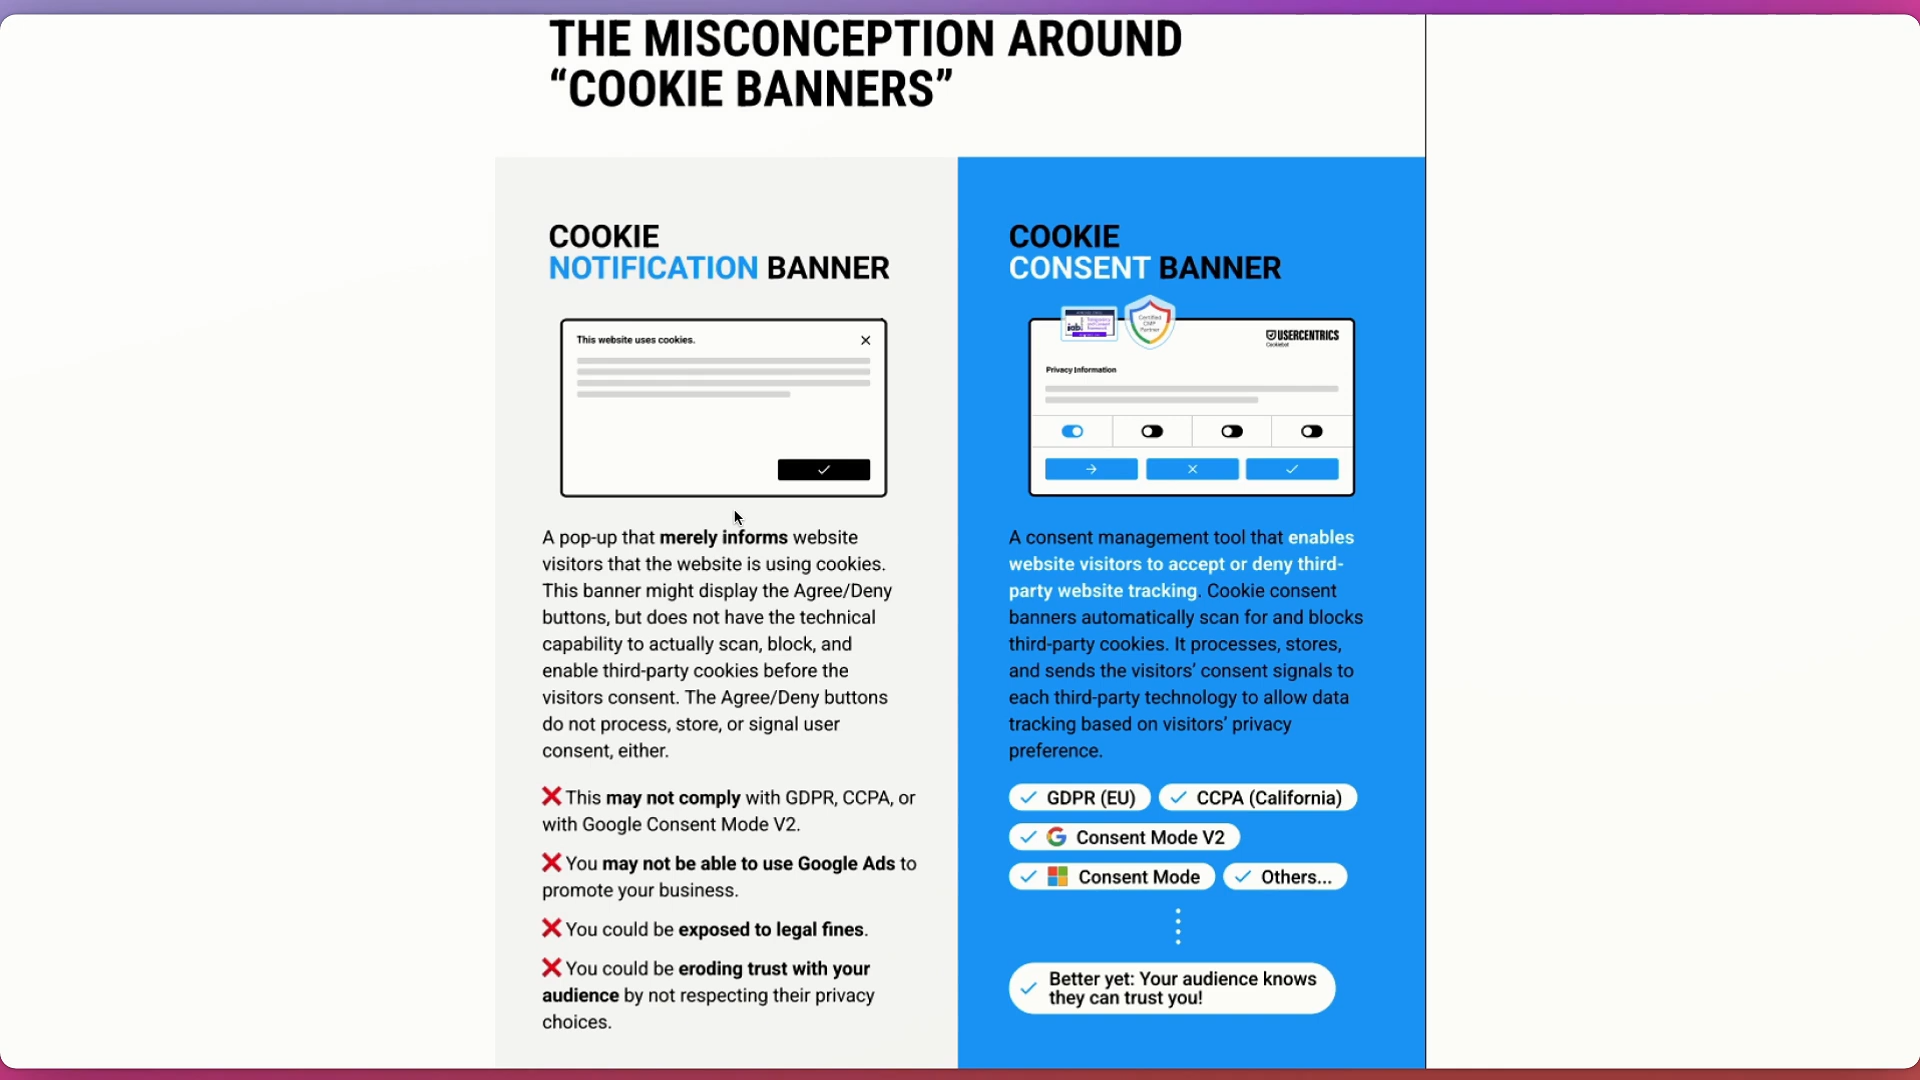 THE MISCONCEPTION AROUND
“COOKIE BANNERS”
COOKIE
NOTIFICATION BANNER
This website uses cookies.
A pop-up that merely informs website
visitors that the website is using cookies.
This banner might display the Agree/Deny
buttons, but does not have the technical
capability to actually scan, block, and
enable third-party cookies before the
visitors consent. The Agree/Deny buttons
do not process, store, or signal user
consent, either.
❌ This may not comply with GDPR, CCPA, or
with Google Consent Mode V2.
❌ You may not be able to use Google Ads to
promote your business.
❌ You could be exposed to legal fines.
❌ You could be eroding trust with your
audience by not respecting their privacy
choices.
COOKIE
CONSENT BANNER
iab.
Certified
CMP
Partner
USERCENTRICS
Cookiebot
Privacy Information
A consent management tool that enables
website visitors to accept or deny third-
party website tracking. Cookie consent
banners automatically scan for and blocks
third-party cookies. It processes, stores,
and sends the visitors’ consent signals to
each third-party technology to allow data
tracking based on visitors’ privacy
preference.
✓ GDPR (EU) ✓ CCPA (California)
✓ G Consent Mode V2
✓ Consent Mode ✓ Others...
✓ Better yet: Your audience knows
they can trust you!